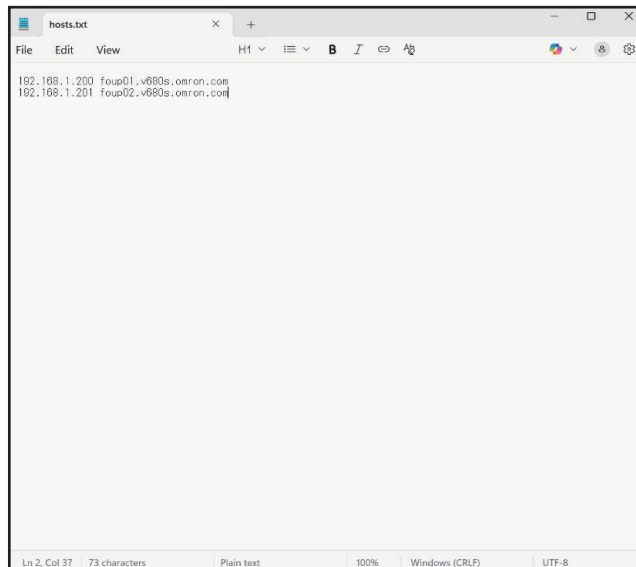 hosts.txt
File Edit View H1 B I
192.168.1.200 foup01.v680s.omron.com
192.168.1.201 foup02.v680s.omron.com
Ln 2, Col 37 73 characters Plain text 100% Windows (CRLF) UTF-8